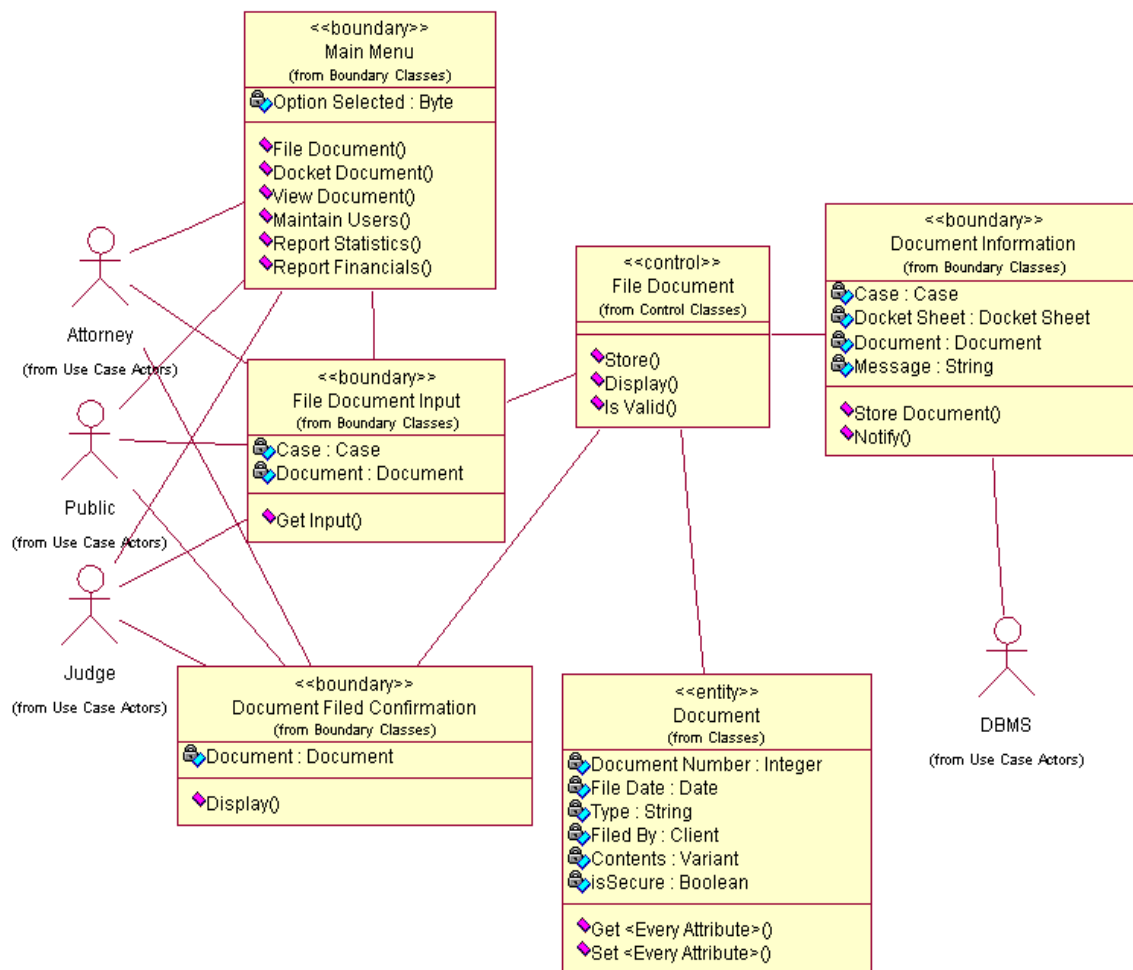 <<boundary>>
Main Menu
(from Boundary Classes)
Option Selected : Byte
File Document()
Docket Document()
View Document()
Maintain Users()
Report Statistics()
Report Financials()
Attorney
(from Use Case Actors)
<<boundary>>
File Document Input
(from Boundary Classes)
Case : Case
Document : Document
Get Input()
Public
(from Use Case Actors)
Judge
(from Use Case Actors)
<<boundary>>
Document Filed Confirmation
(from Boundary Classes)
Document : Document
Display()
<<control>>
File Document
(from Control Classes)
Store()
Display()
Is Valid()
<<boundary>>
Document Information
(from Boundary Classes)
Case : Case
Docket Sheet : Docket Sheet
Document : Document
Message : String
Store Document()
Notify()
<<entity>>
Document
(from Classes)
Document Number : Integer
File Date : Date
Type : String
Filed By : Client
Contents : Variant
isSecure : Boolean
Get <Every Attribute>()
Set <Every Attribute>()
DBMS
(from Use Case Actors)